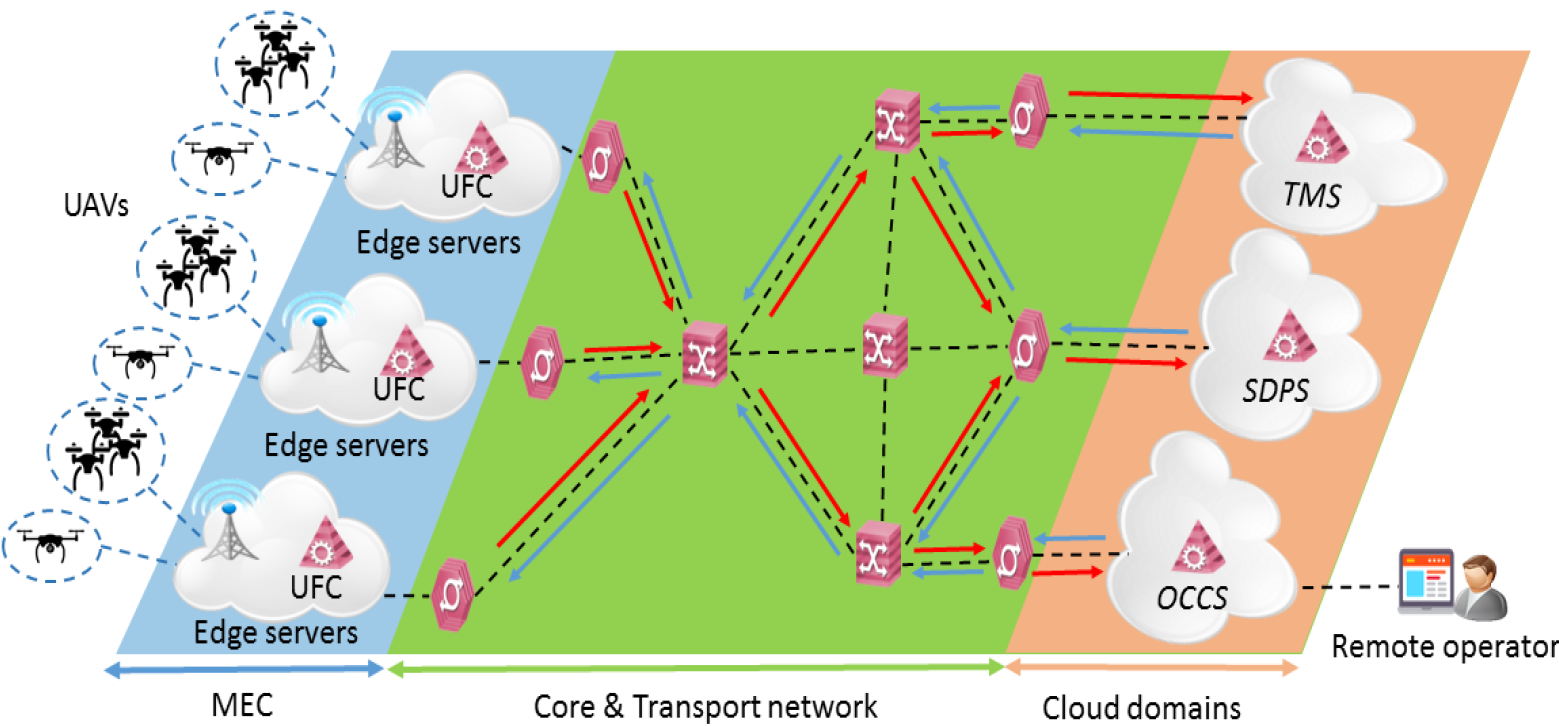 UAVs
UFC
Edge servers
UFC
Edge servers
UFC
Edge servers
TMS
SDPS
OCCS
Remote operator
MEC
Core & Transport network
Cloud domains